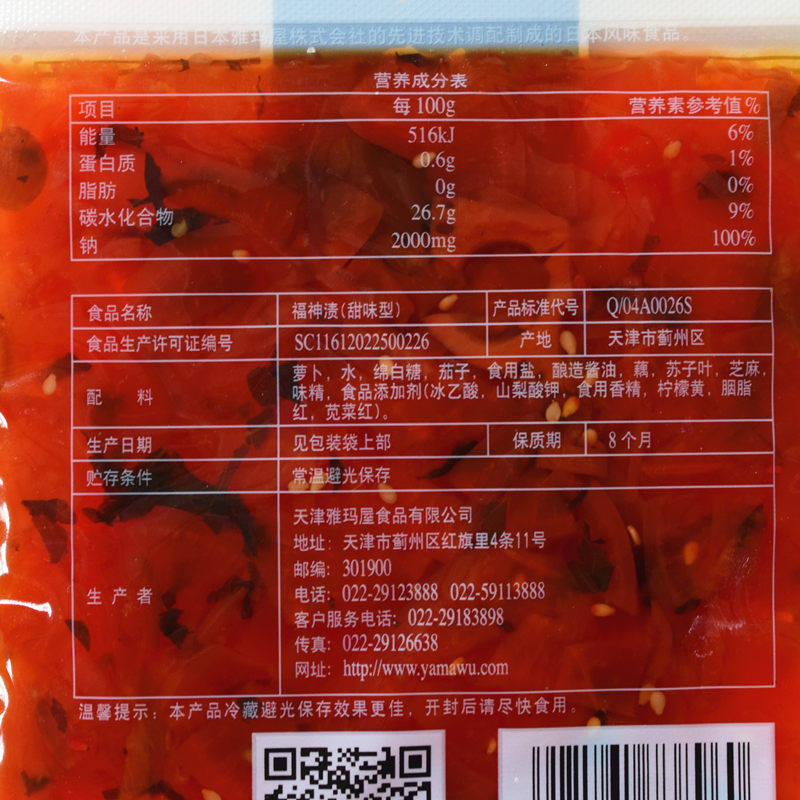 本产品是采用日本雅玛屋株式会社的先进技术调配制成的日本风味食品。
营养成分表
项目 每 100g 营养素参考值%
能量 516kJ 6%
蛋白质 0.6g 1%
脂肪 0g 0%
碳水化合物 26.7g 9%
钠 2000mg 100%
食品名称 福神渍(甜味型) 产品标准代号 Q/04A0026S
食品生产许可证编号 SC11612022500226 产地 天津市蓟州区
配 料 萝卜，水，绵白糖，茄子，食用盐，酿造酱油，藕，苏子叶，芝麻，
味精，食品添加剂(冰乙酸，山梨酸钾，食用香精，柠檬黄，胭脂
红，苋菜红)。
生产日期 见包装袋上部 保质期 8个月
贮存条件 常温避光保存
生 产 者 天津雅玛屋食品有限公司
地址：天津市蓟州区红旗里4条11号
邮编：301900
电话：022-29123888 022-59113888
客户服务电话：022-29183898
传真：022-29126638
网址：http://www.yamawu.com
温馨提示：本产品冷藏避光保存效果更佳，开封后请尽快食用。